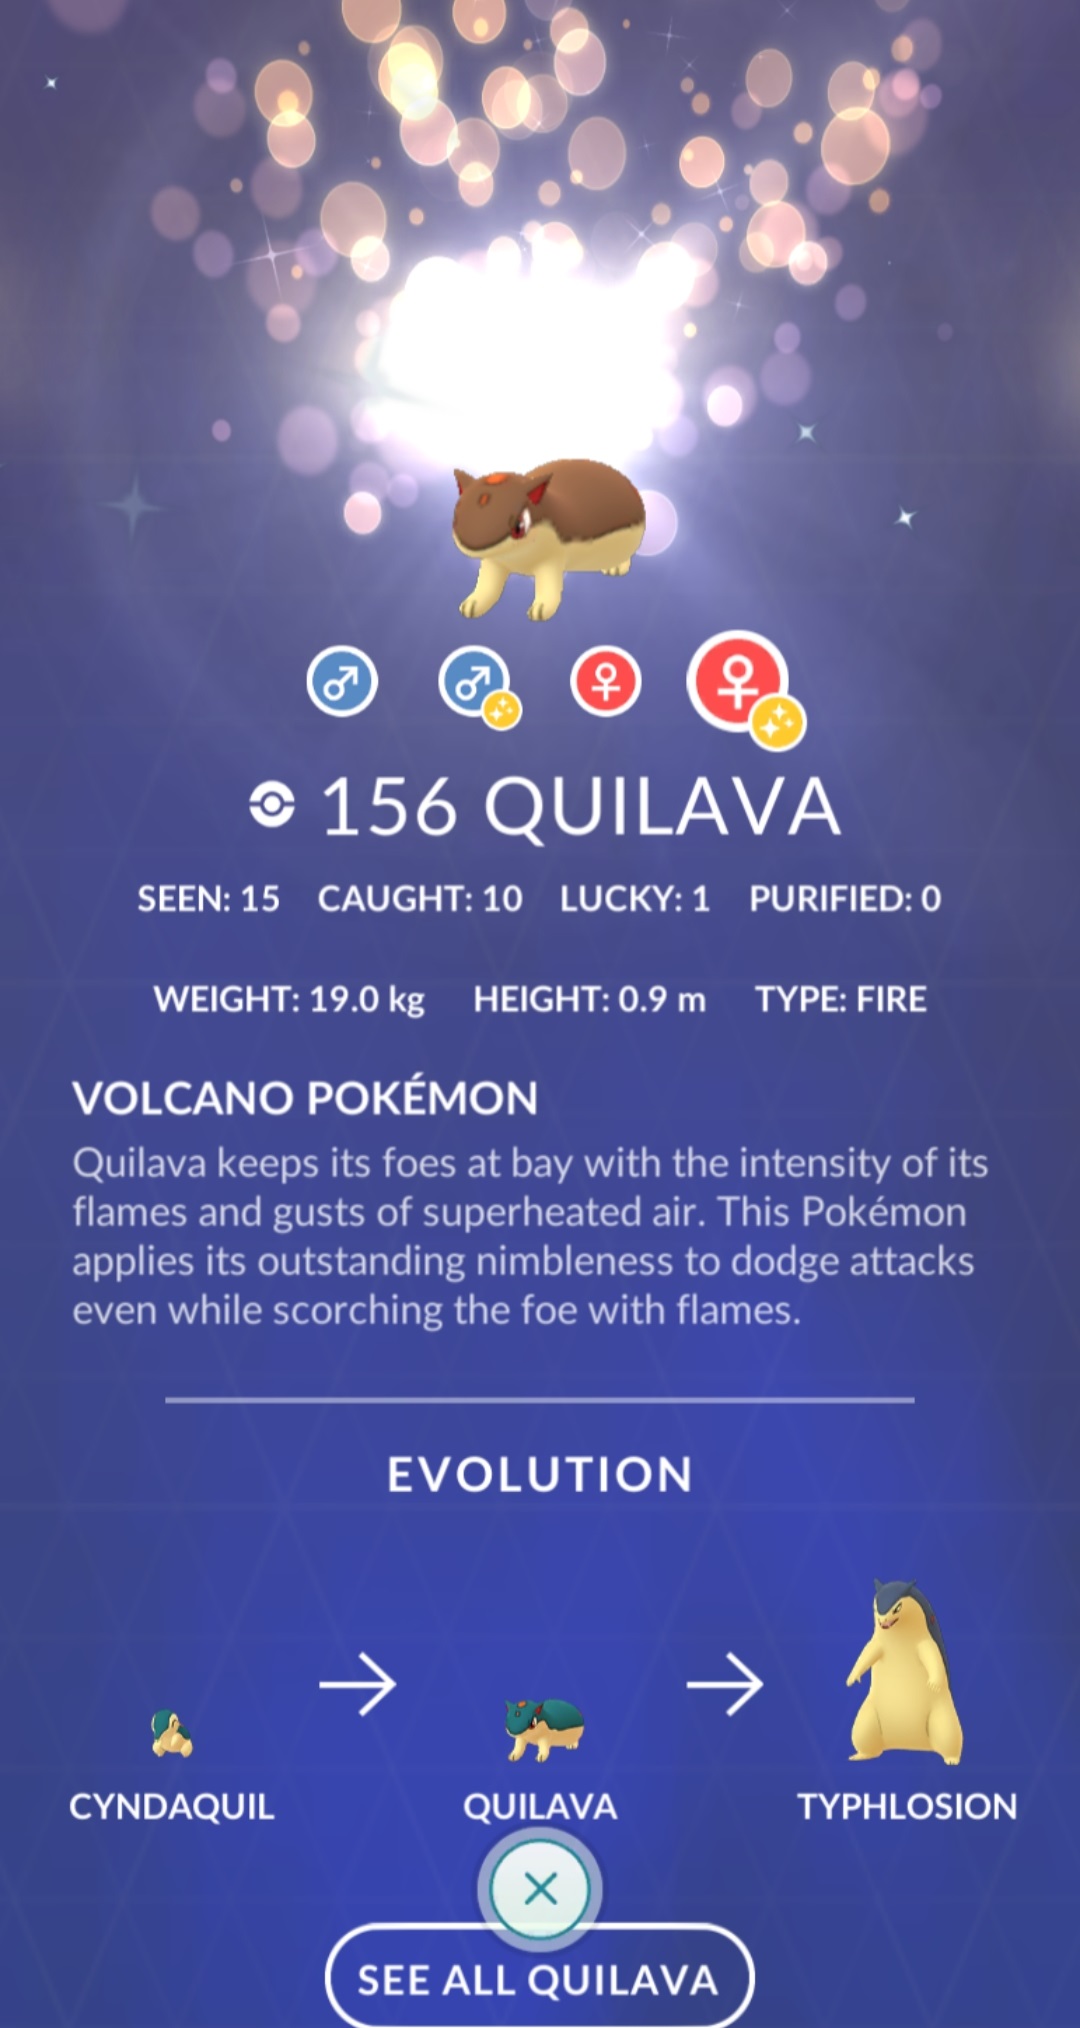 156 QUILAVA
SEEN: 15 CAUGHT: 10 LUCKY: 1 PURIFIED: 0
WEIGHT: 19.0 kg HEIGHT: 0.9 m TYPE: FIRE
VOLCANO POKÉMON
Quilava keeps its foes at bay with the intensity of its
flames and gusts of superheated air. This Pokémon
applies its outstanding nimbleness to dodge attacks
even while scorching the foe with flames.
EVOLUTION
CYNDAQUIL QUILAVA TYPHLOSION
SEE ALL QUILAVA